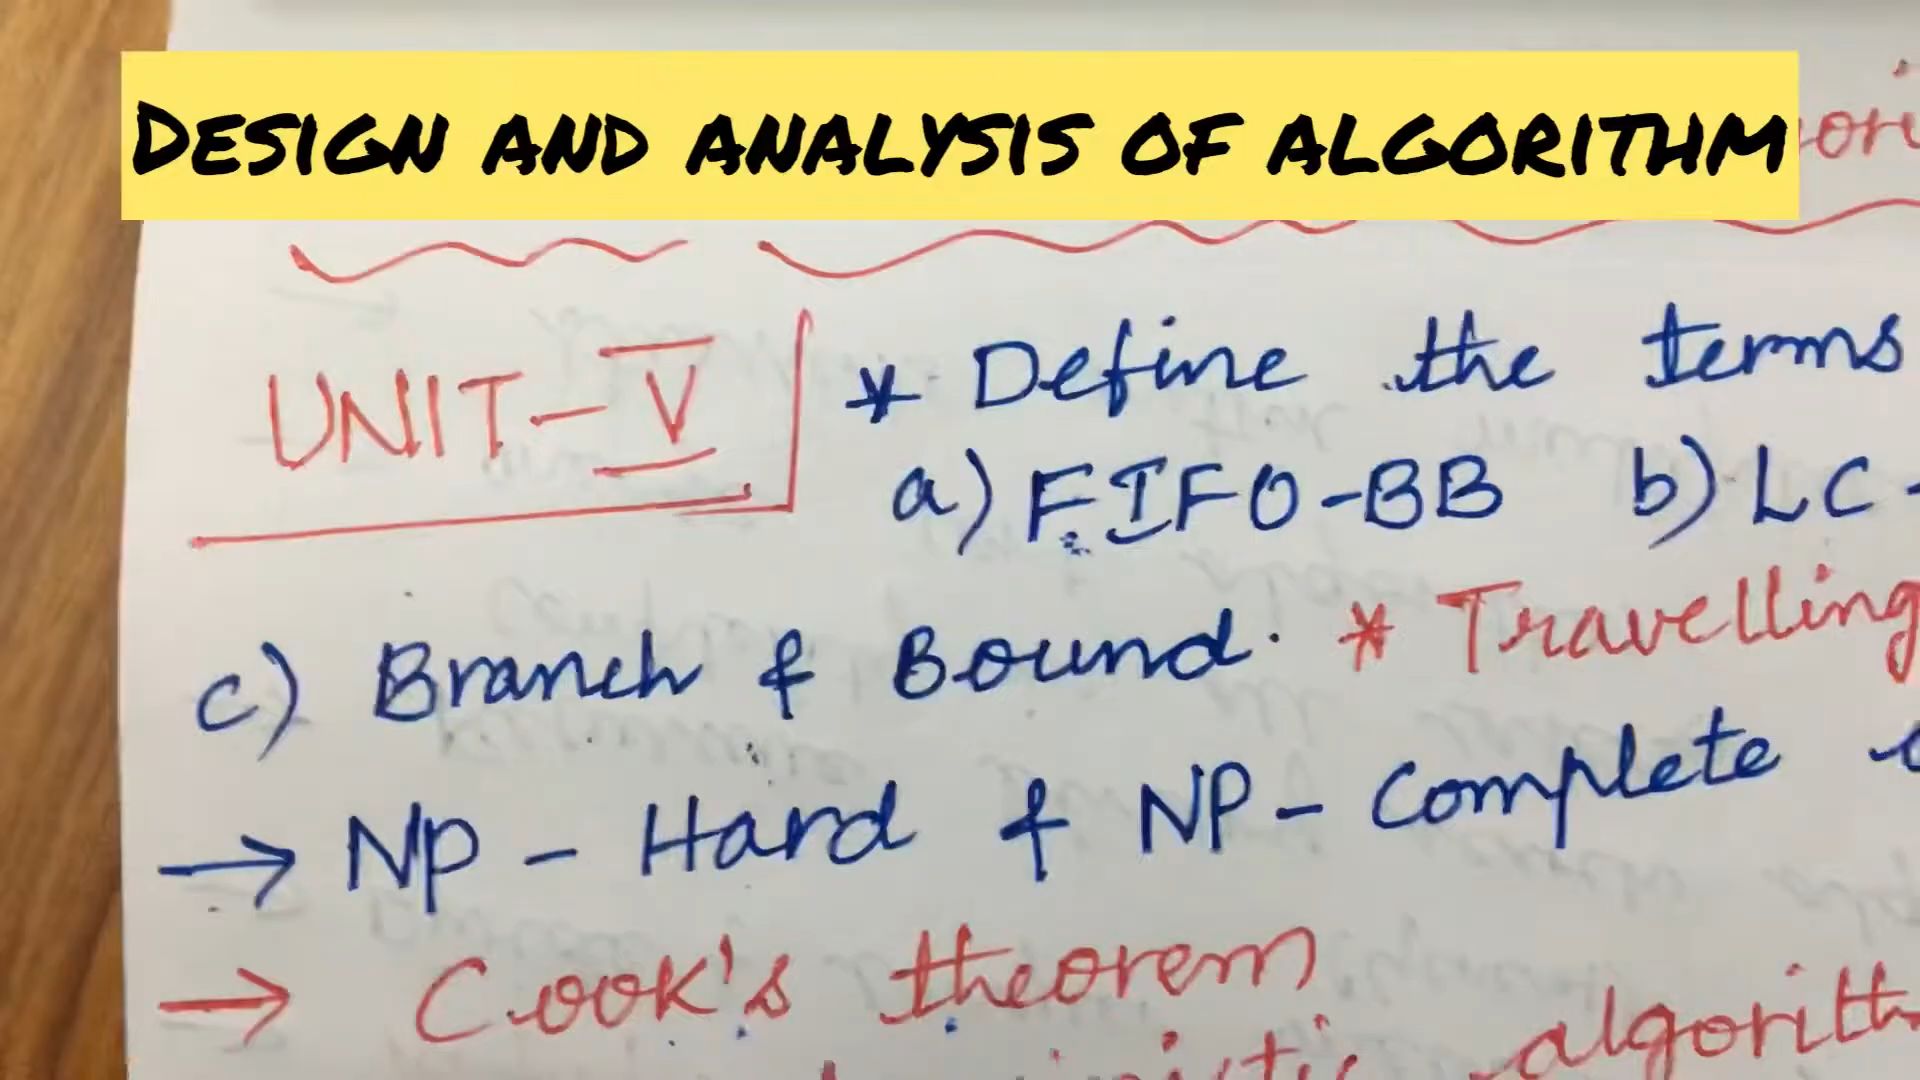 DESIGN AND ANALYSIS OF ALGORITHM
UNIT-V * Define the terms
a) FIFO-BB b) LC-
c) Branch & Bound. * Travelling
→ NP - Hard & NP - Complete
→ Cook's theorem